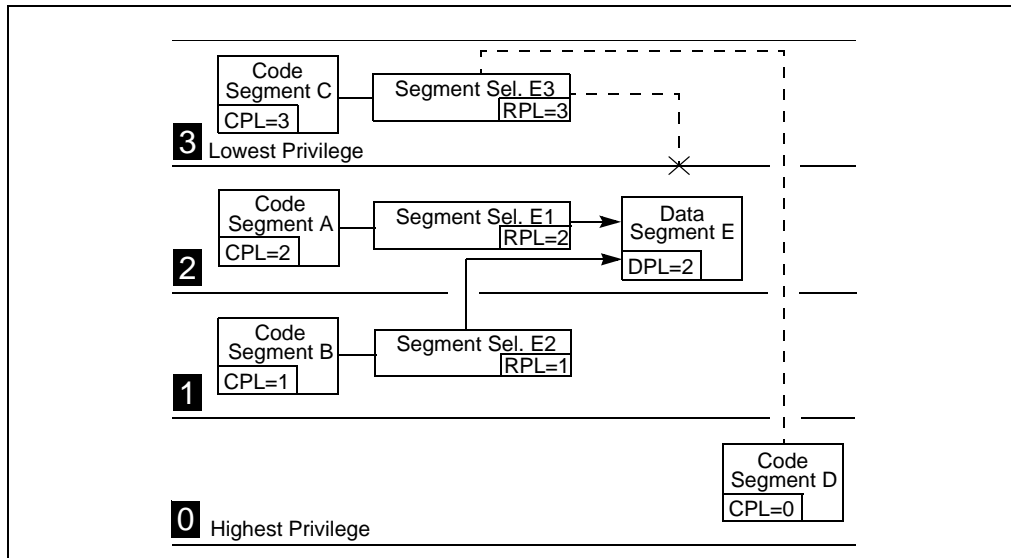 Code
Segment C
CPL=3
Segment Sel. E3
RPL=3
3 Lowest Privilege
Code
Segment A
CPL=2
Segment Sel. E1
RPL=2
Data
Segment E
DPL=2
2
Code
Segment B
CPL=1
Segment Sel. E2
RPL=1
1
Code
Segment D
CPL=0
0 Highest Privilege